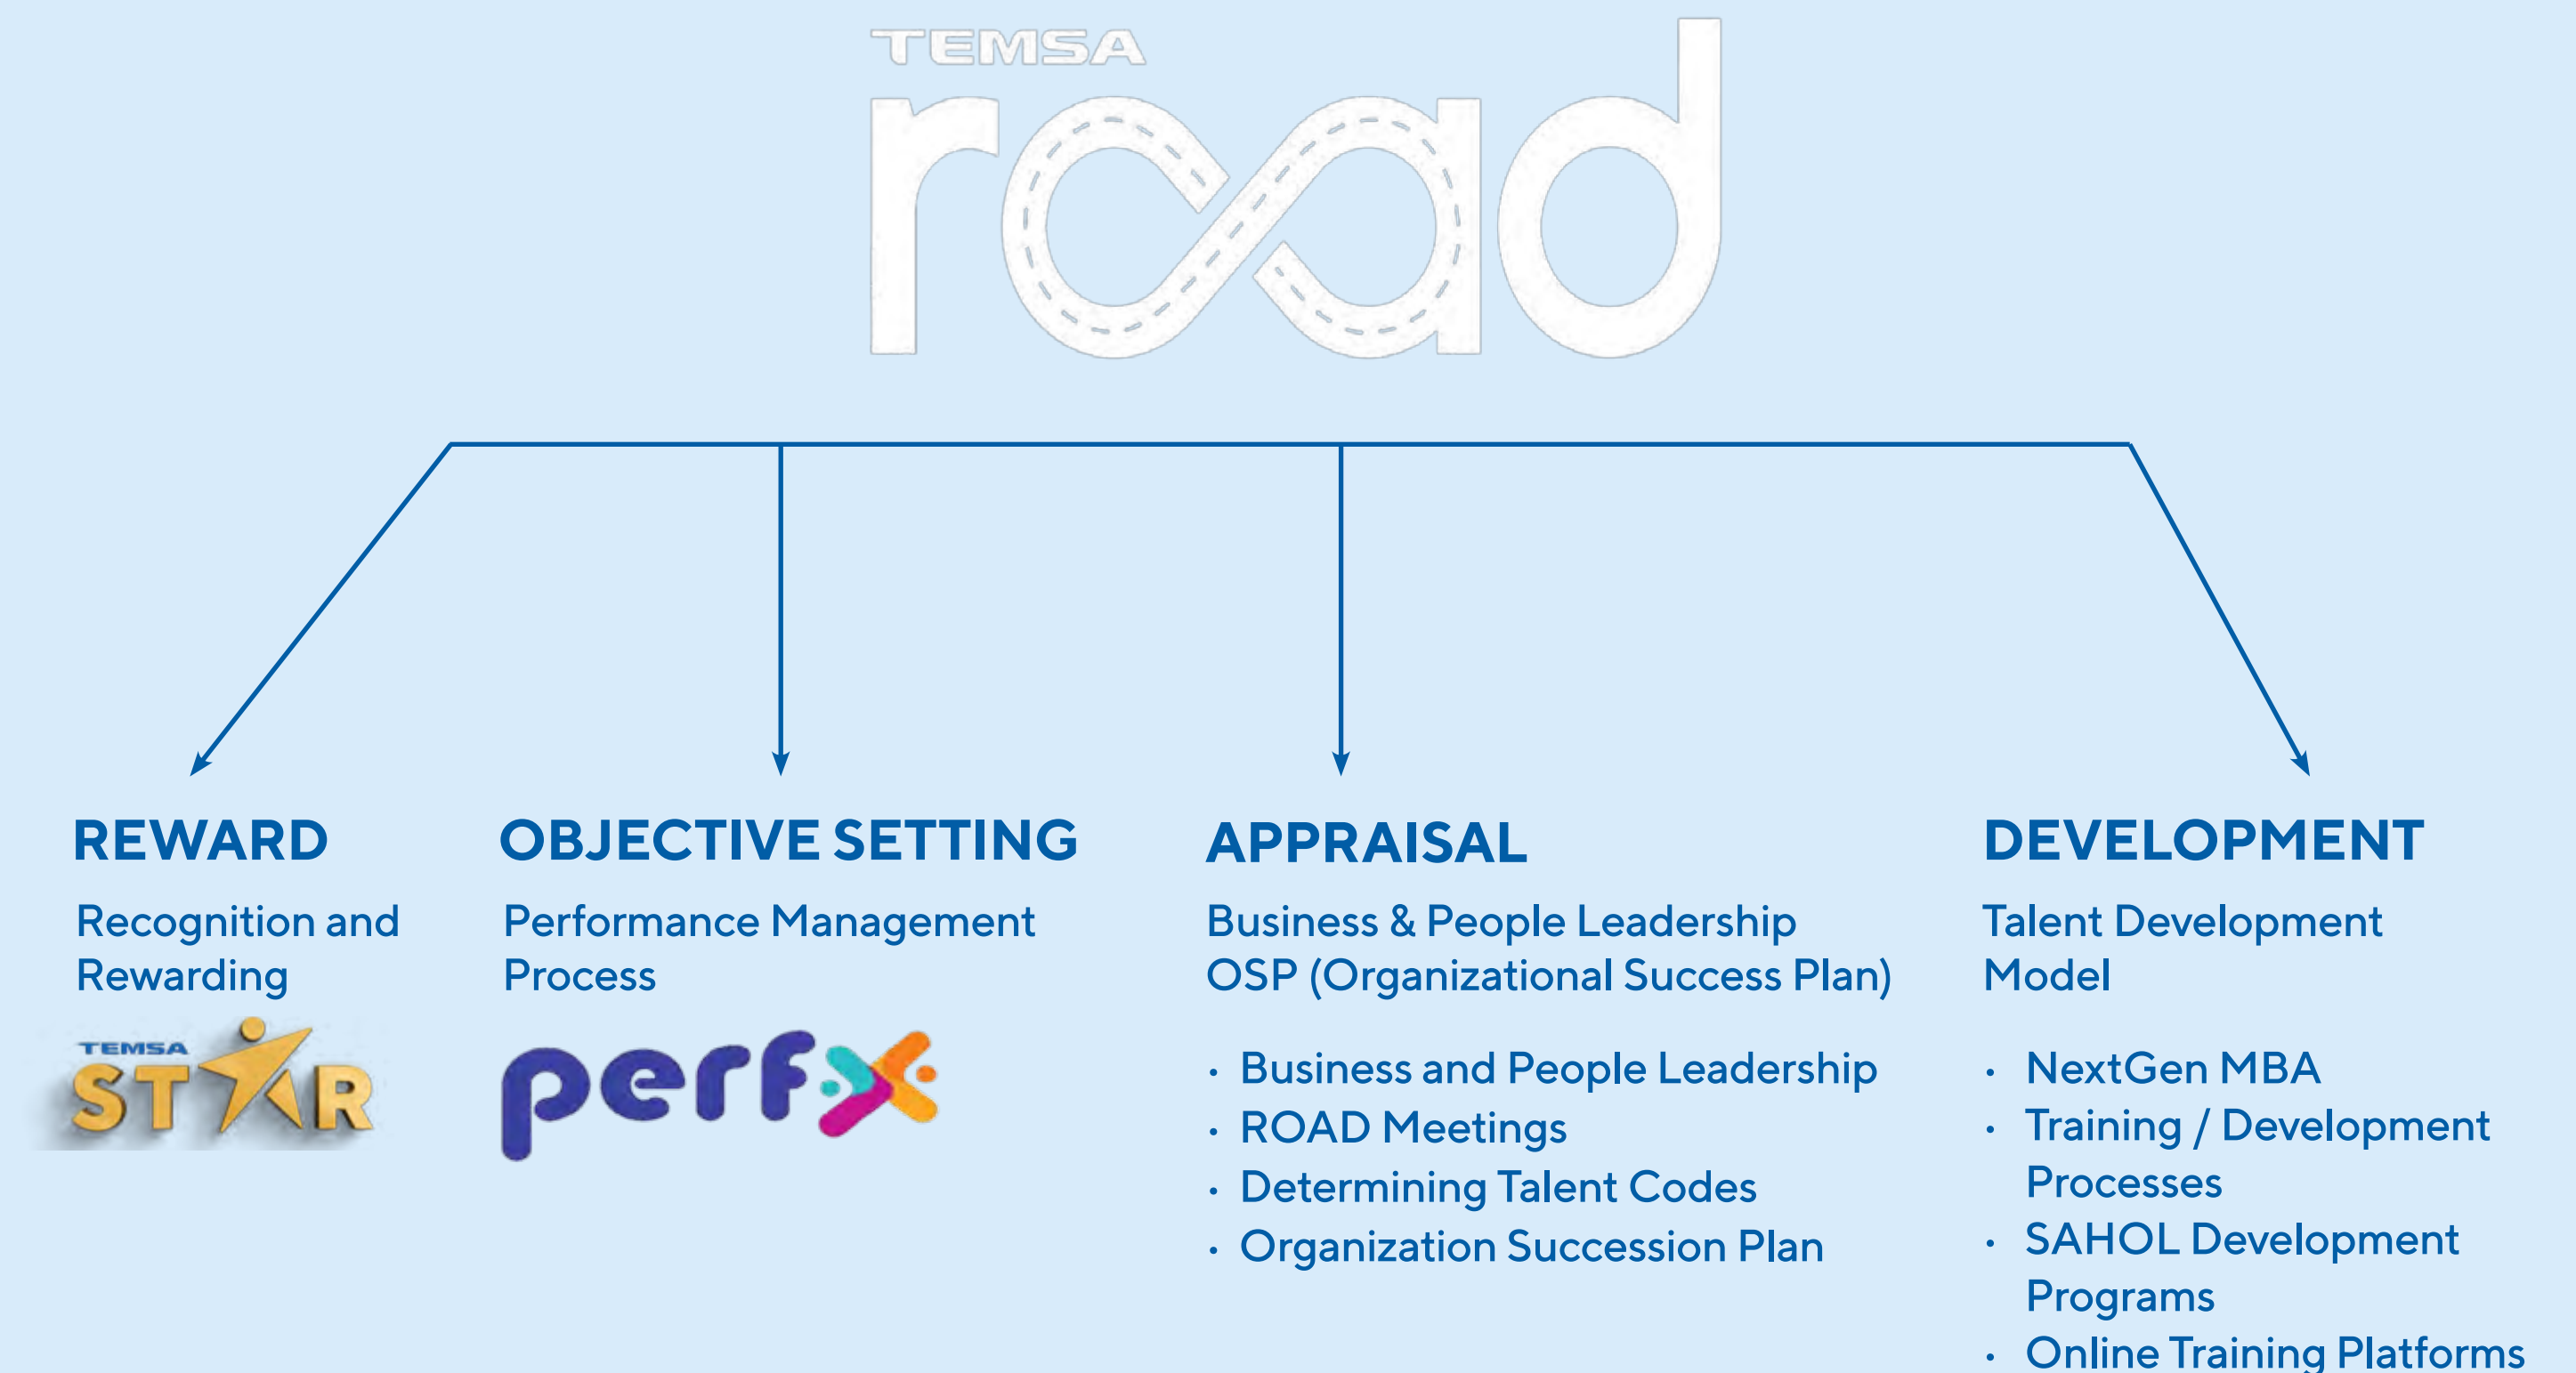 TEMSA
road
REWARD
Recognition and
Rewarding
TEMSA
STAR
OBJECTIVE SETTING
Performance Management
Process
perfx
APPRAISAL
Business & People Leadership
OSP (Organizational Success Plan)
· Business and People Leadership
· ROAD Meetings
· Determining Talent Codes
· Organization Succession Plan
DEVELOPMENT
Talent Development
Model
· NextGen MBA
· Training / Development
Processes
· SAHOL Development
Programs
· Online Training Platforms